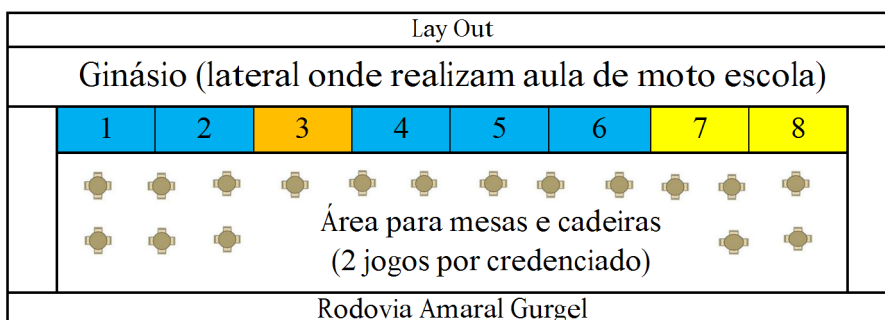 Lay Out
Ginásio (lateral onde realizam aula de moto escola)
1 2 3 4 5 6 7 8
Área para mesas e cadeiras
(2 jogos por credenciado)
Rodovia Amaral Gurgel